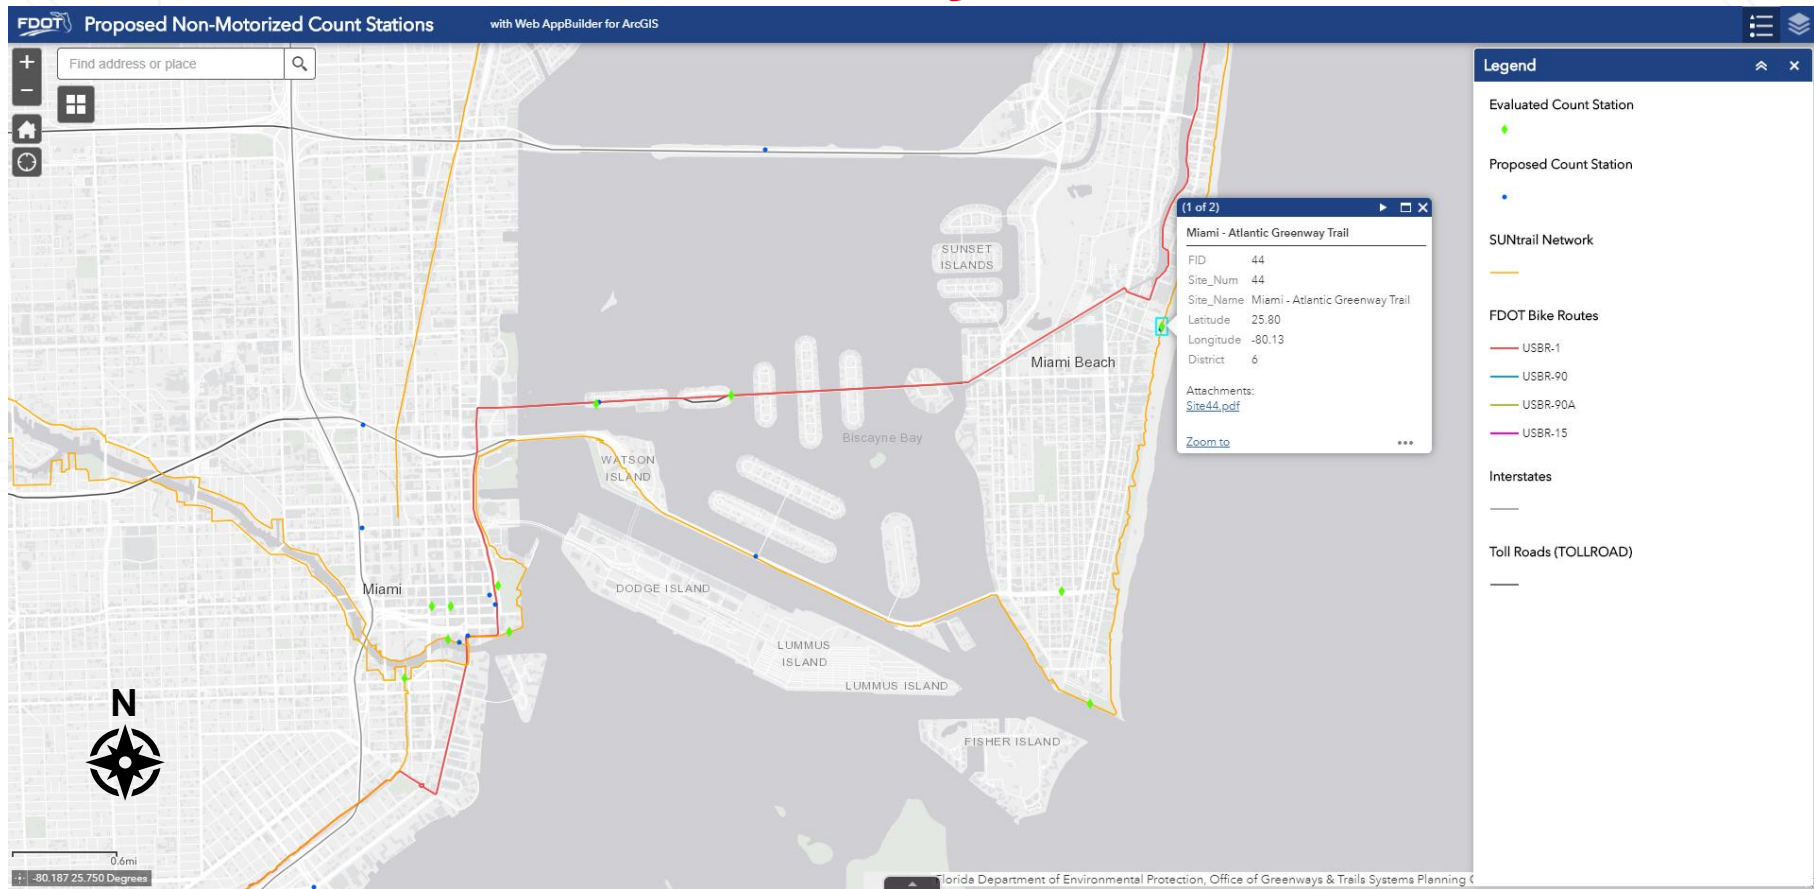 FDOT Proposed Non-Motorized Count Stations with Web AppBuilder for ArcGIS
+
−
Find address or place
Legend
Evaluated Count Station
Proposed Count Station
SUNtrail Network
FDOT Bike Routes
USBR-1
USBR-90
USBR-90A
USBR-15
Interstates
Toll Roads (TOLLROAD)
(1 of 2)
Miami - Atlantic Greenway Trail
FID 44
Site_Num 44
Site_Name Miami - Atlantic Greenway Trail
Latitude 25.80
Longitude -80.13
District 6
Attachments:
Site44.pdf
Zoom to
SUNSET
ISLANDS
Miami Beach
Biscayne Bay
WATSON
ISLAND
Miami
DODGE ISLAND
LUMMUS
ISLAND
LUMMUS ISLAND
FISHER ISLAND
N
0.6mi
-80.187 25.750 Degrees
Florida Department of Environmental Protection, Office of Greenways & Trails Systems Planning